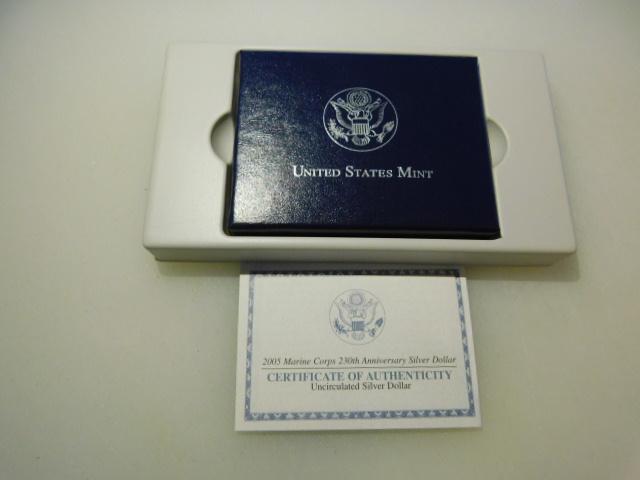 UNITED STATES MINT
2005 Marine Corps 230th Anniversary Silver Dollar
CERTIFICATE OF AUTHENTICITY
Uncirculated Silver Dollar